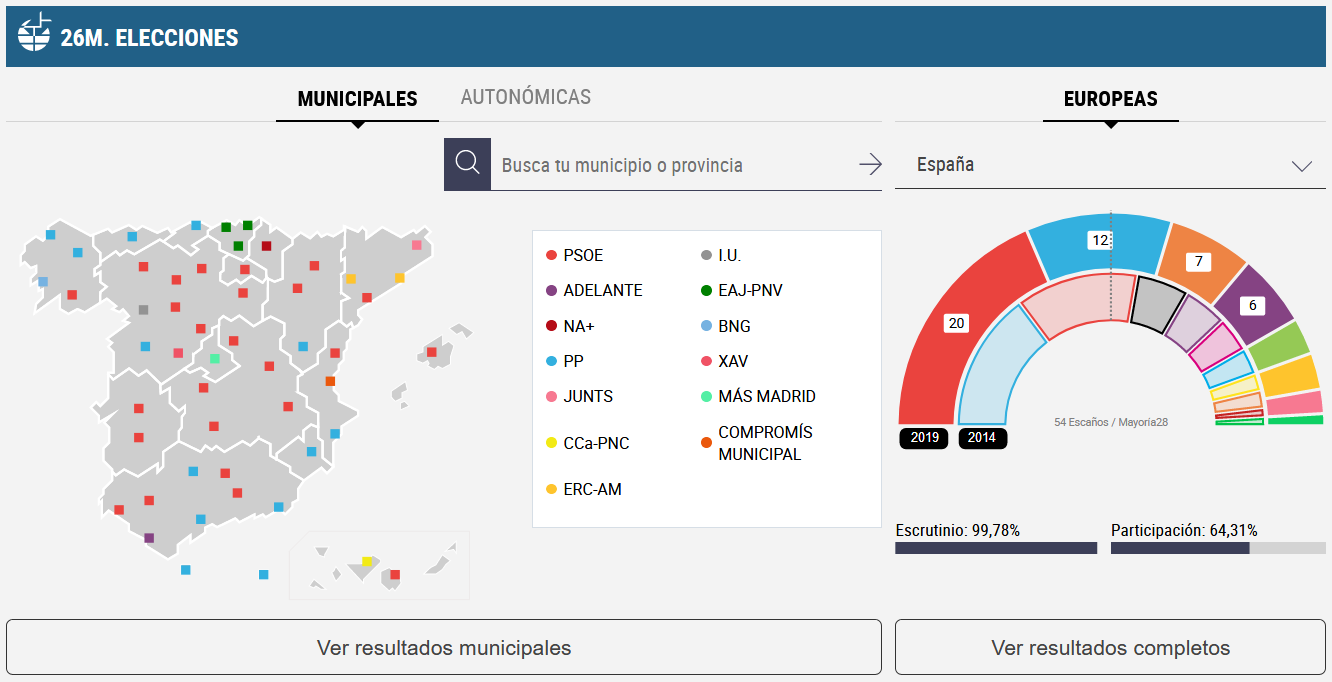 26M. ELECCIONES
MUNICIPALES
AUTONÓMICAS
EUROPEAS
Busca tu municipio o provincia
España
PSOE
I.U.
ADELANTE
EAJ-PNV
NA+
BNG
PP
XAV
JUNTS
MÁS MADRID
CCa-PNC
COMPROMÍS
MUNICIPAL
ERC-AM
12
7
6
20
54 Escaños / Mayoría28
2019
2014
Escrutinio: 99,78%
Participación: 64,31%
Ver resultados municipales
Ver resultados completos